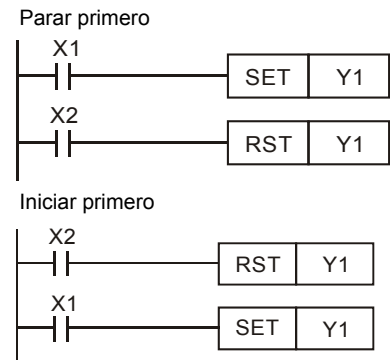 Parar primero
X1
SET Y1
X2
RST Y1
Iniciar primero
X2
RST Y1
X1
SET Y1